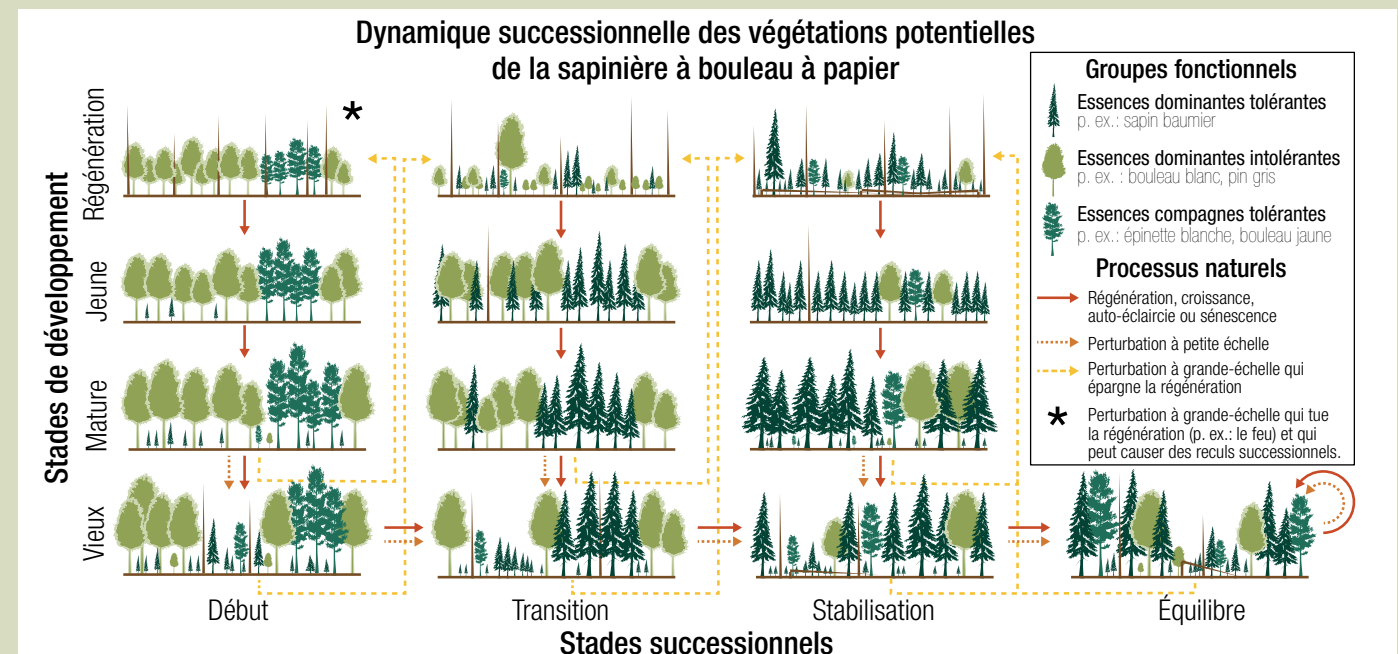 Dynamique successionnelle des végétations potentielles
de la sapinière à bouleau à papier
Groupes fonctionnels
Essences dominantes tolérantes
p. ex.: sapin baumier
Essences dominantes intolérantes
p. ex. : bouleau blanc, pin gris
Essences compagnes tolérantes
p. ex.: épinette blanche, bouleau jaune
Processus naturels
Régénération, croissance,
auto-éclaircie ou sénescence
Perturbation à petite échelle
Perturbation à grande-échelle qui
épargne la régénération
* Perturbation à grande-échelle qui tue
la régénération (p. ex.: le feu) et qui
peut causer des reculs successionnels.
*
Stades de développement
Régénération
Jeune
Mature
Vieux
Début
Transition
Stabilisation
Équilibre
Stades successionnels